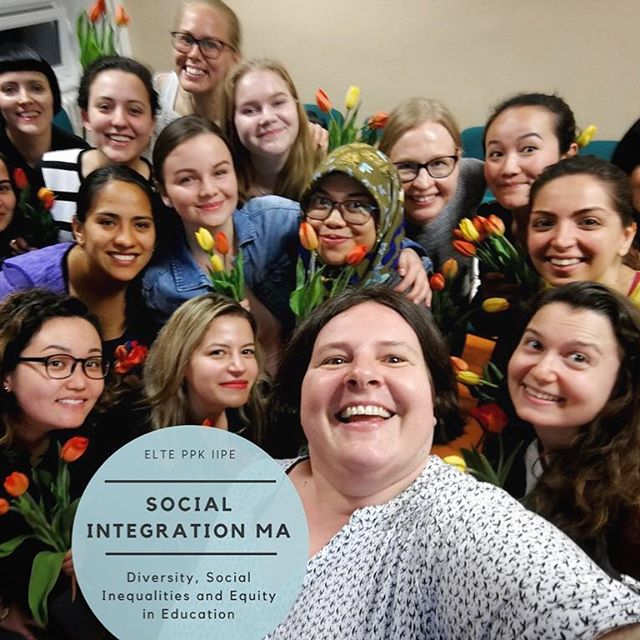 ELTE PPK IIPE
SOCIAL
INTEGRATION MA
Diversity, Social
Inequalities and Equity
in Education